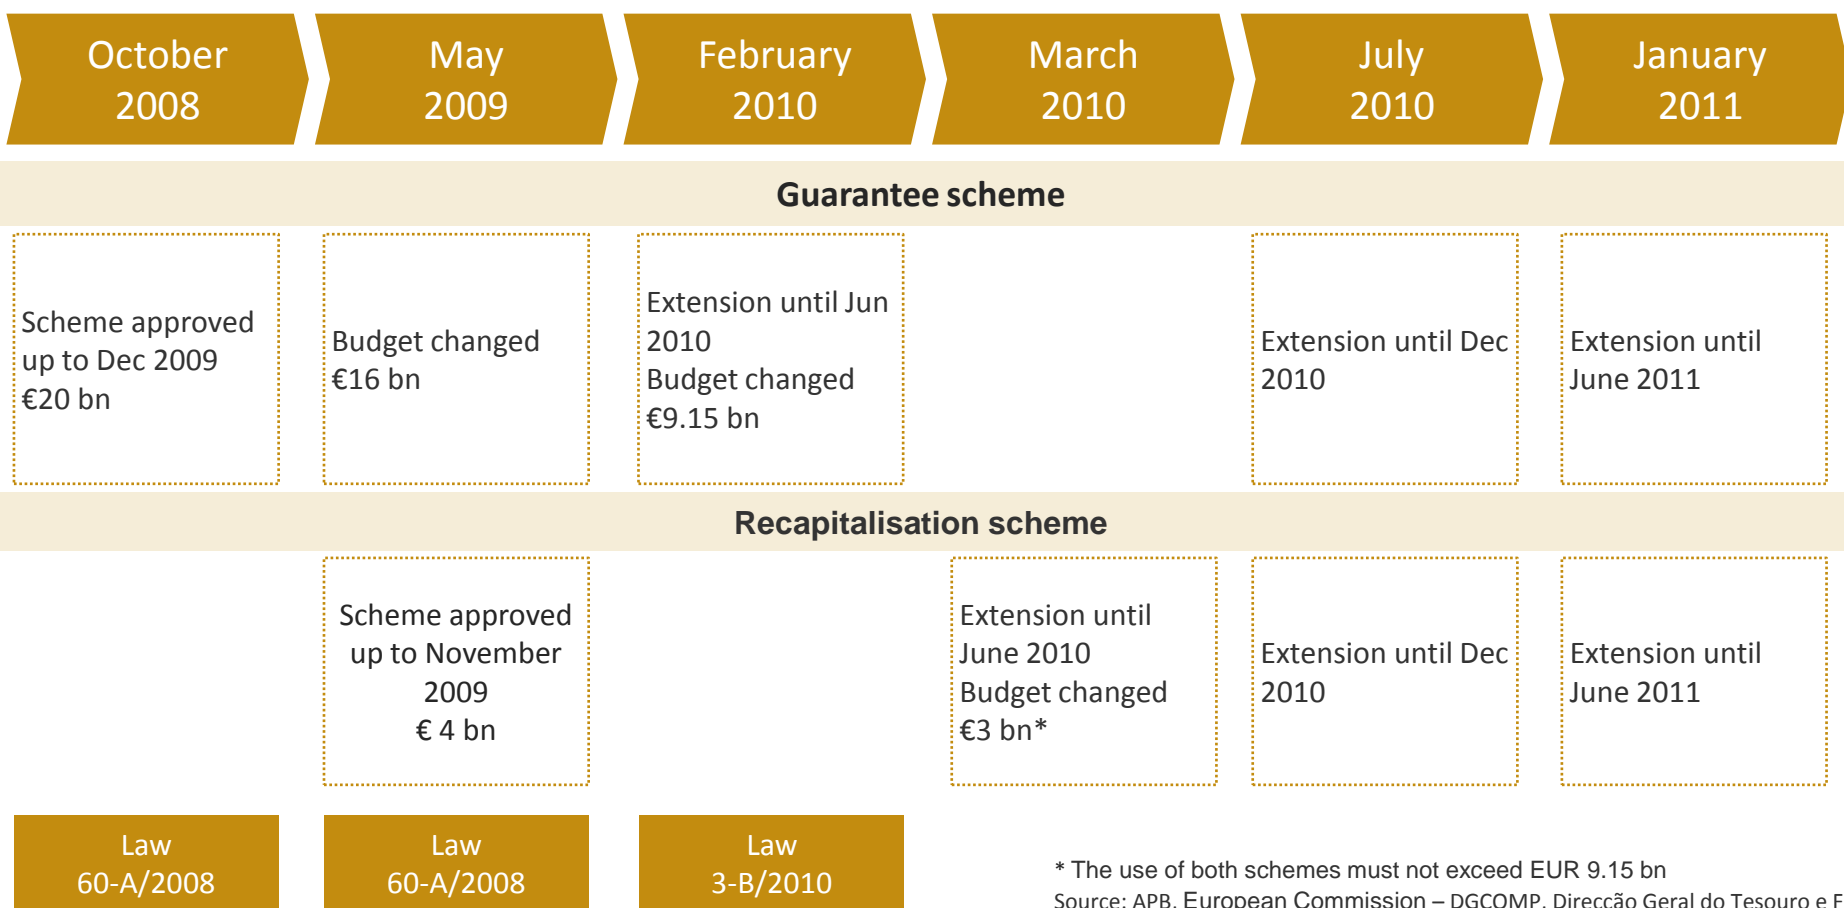 October
2008
May
2009
February
2010
March
2010
July
2010
January
2011
Guarantee scheme
Scheme approved
up to Dec 2009
€20 bn
Budget changed
€16 bn
Extension until Jun
2010
Budget changed
€9.15 bn
Extension until Dec
2010
Extension until
June 2011
Recapitalisation scheme
Scheme approved
up to November
2009
€ 4 bn
Extension until
June 2010
Budget changed
€3 bn*
Extension until Dec
2010
Extension until
June 2011
Law
60-A/2008
Law
60-A/2008
Law
3-B/2010
* The use of both schemes must not exceed EUR 9.15 bn
Source: APB, European Commission – DGCOMP, Direcção Geral do Tesouro e